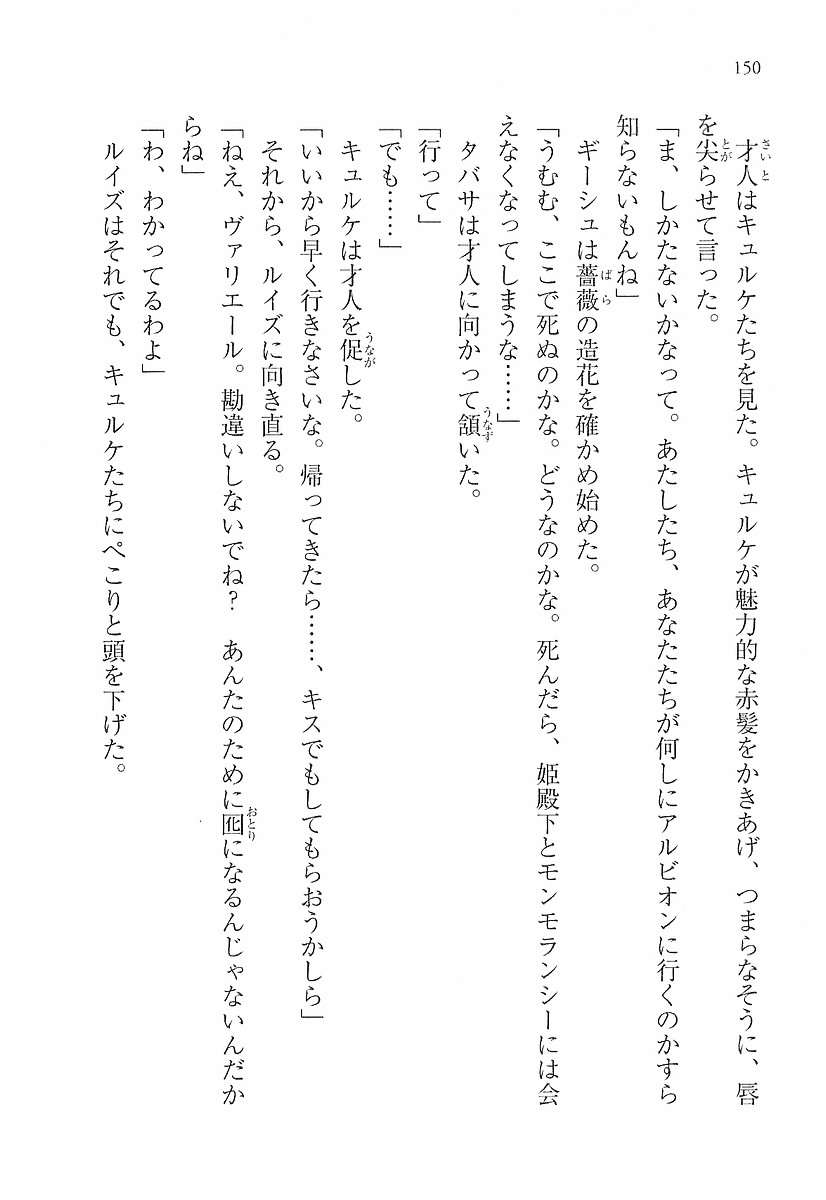 150
才人はキュルケたちを見た。キュルケが魅力的な赤髪をかきあげ、つまらなそうに、唇
を尖らせて言った。
「ま、しかたないかなって。あたしたち、あなたたちが何しにアルビオンに行くのかすら
知らないもんね」
ギーシュは薔薇の造花を確かめ始めた。
「うむむ、ここで死ぬのかな。どうなのかな。死んだら、姫殿下とモンモランシーには会
えなくなってしまうな……」
タバサは才人に向かって頷いた。
「行って」
「でも……」
キュルケは才人を促した。
「いいから早く行きなさいな。帰ってきたら……、キスでもしてもらおうかしら」
それから、ルイズに向き直る。
「ねえ、ヴァリエール。勘違いしないでね？　あんたのために囮になるんじゃないんだか
らね」
「わ、わかってるわよ」
ルイズはそれでも、キュルケたちにぺこりと頭を下げた。